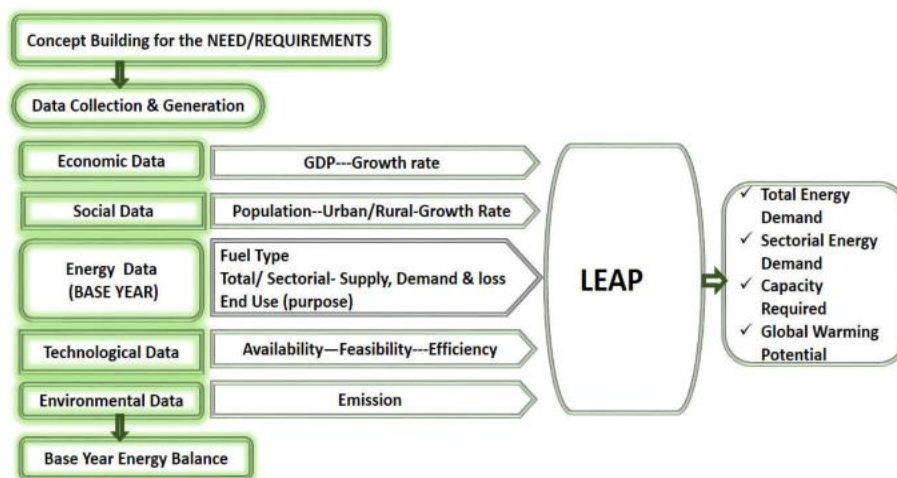 Concept Building for the NEED/REQUIREMENTS
Data Collection & Generation
Economic Data
GDP---Growth rate
Social Data
Population--Urban/Rural-Growth Rate
Energy Data
(BASE YEAR)
Fuel Type
Total/ Sectorial- Supply, Demand & loss
End Use (purpose)
Technological Data
Availability—Feasibility---Efficiency
Environmental Data
Emission
Base Year Energy Balance
LEAP
✓ Total Energy
Demand
✓ Sectorial Energy
Demand
✓ Capacity
Required
✓ Global Warming
Potential